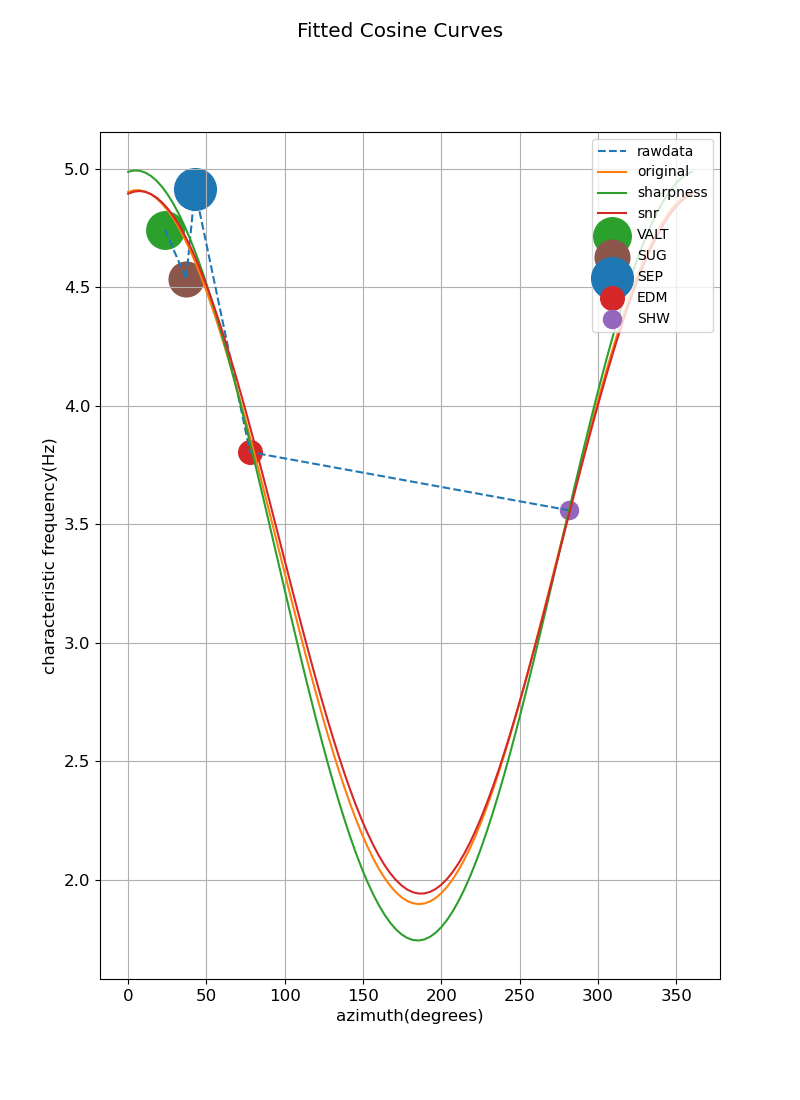 Fitted Cosine Curves
rawdata
original
sharpness
snr
VALT
SUG
SEP
EDM
SHW
5.0
4.5
4.0
3.5
3.0
2.5
2.0
characteristic frequency(Hz)
0 50 100 150 200 250 300 350
azimuth(degrees)